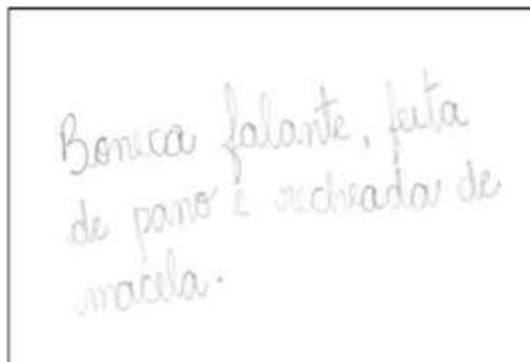 Boneca falante, feita
de pano é recheada de
macela.